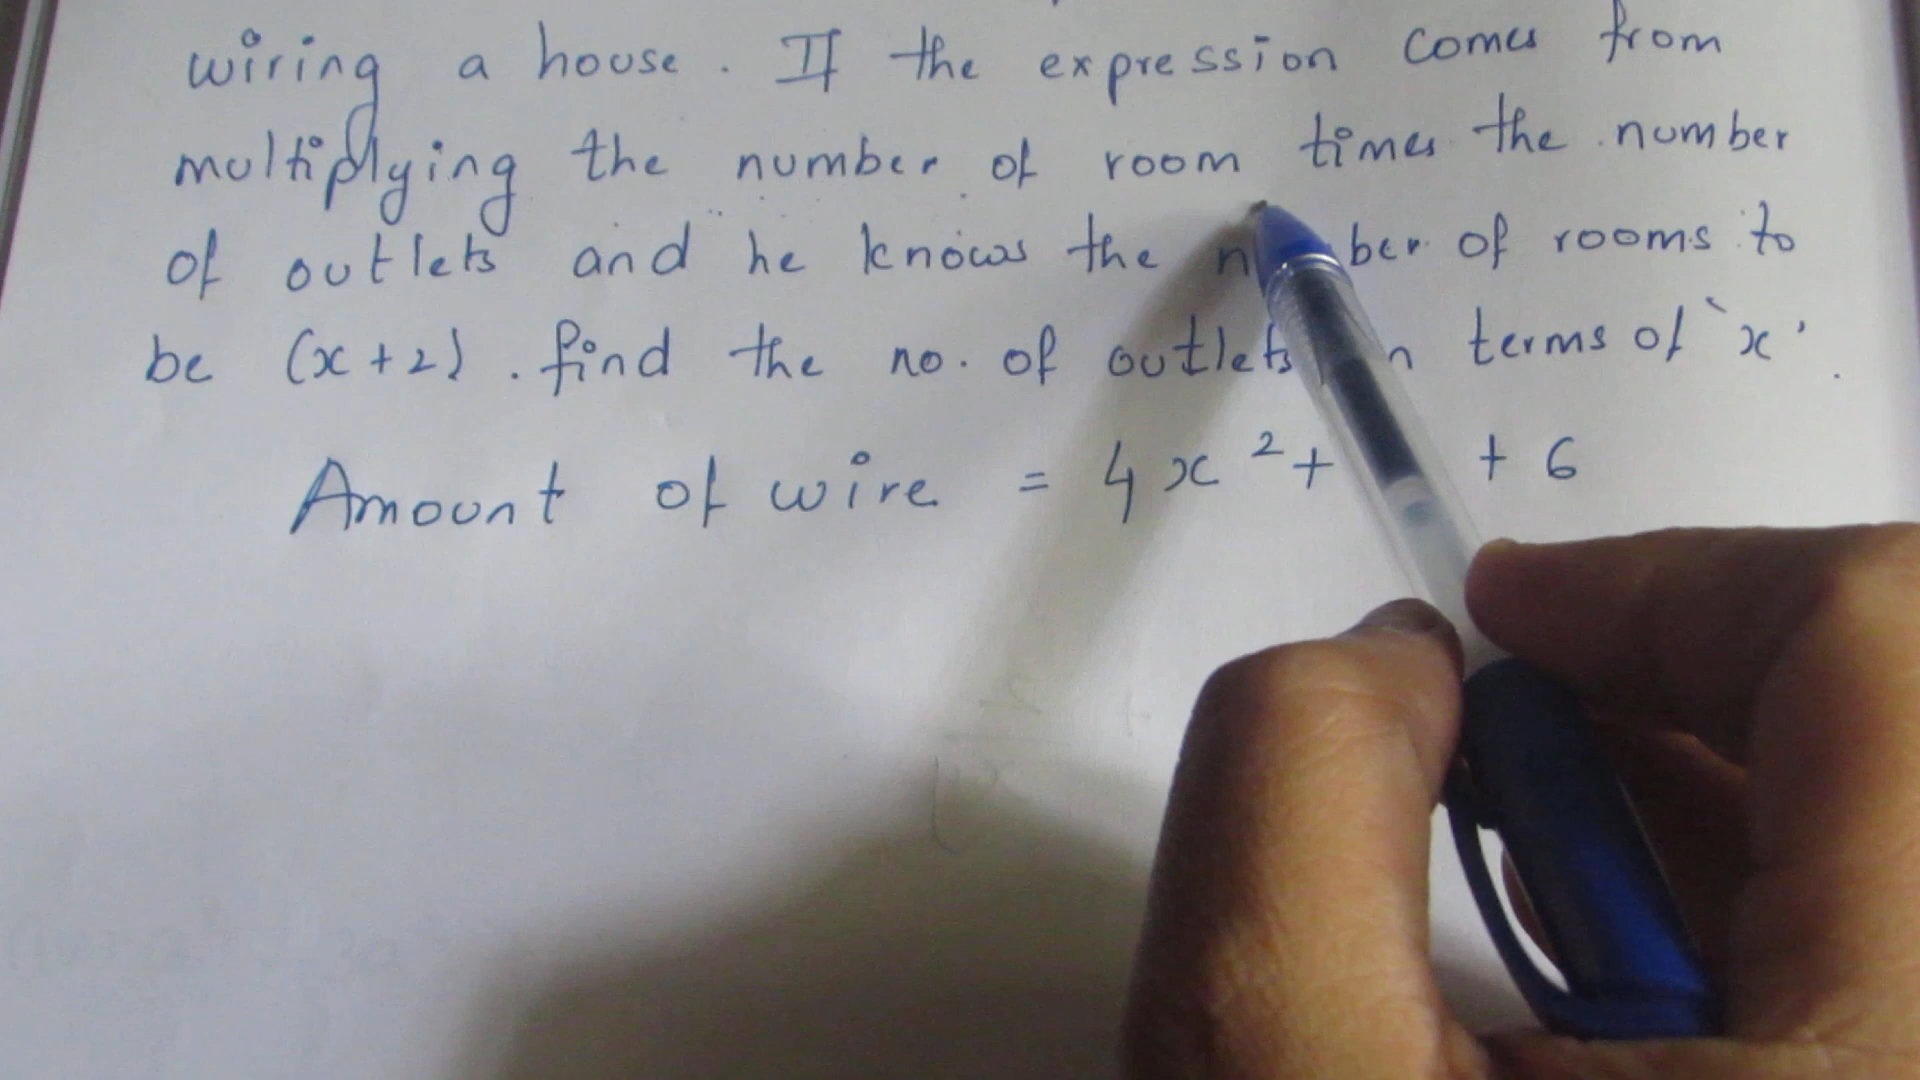 wiring a house. If the expression comes from
multiplying the number of room times the number
of outlets and he knows the n ber of rooms to
be (x+2). find the no. of outlets n terms of 'x'.
Amount of wire = 4x² + + 6